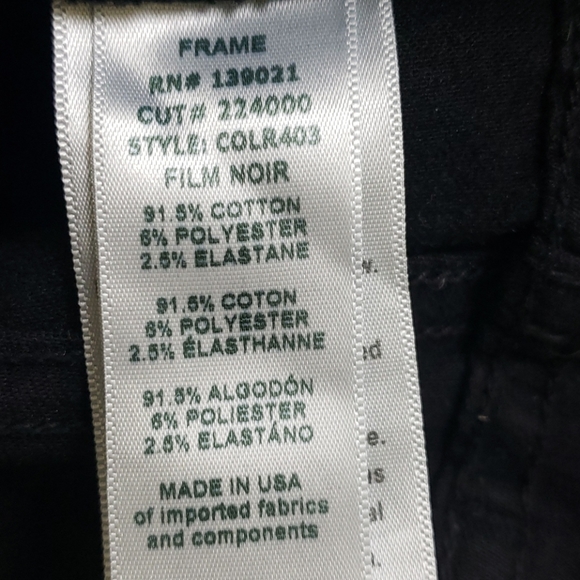 FRAME
RN# 139021
CUT# 224000
STYLE: COLR403
FILM NOIR
91.5% COTTON
6% POLYESTER
2.5% ELASTANE
91.5% COTON
6% POLYESTER
2.5% ÉLASTHANNE
91.5% ALGODÓN
6% POLIESTER
2.5% ELASTÁNO
MADE IN USA
of imported fabrics
and components